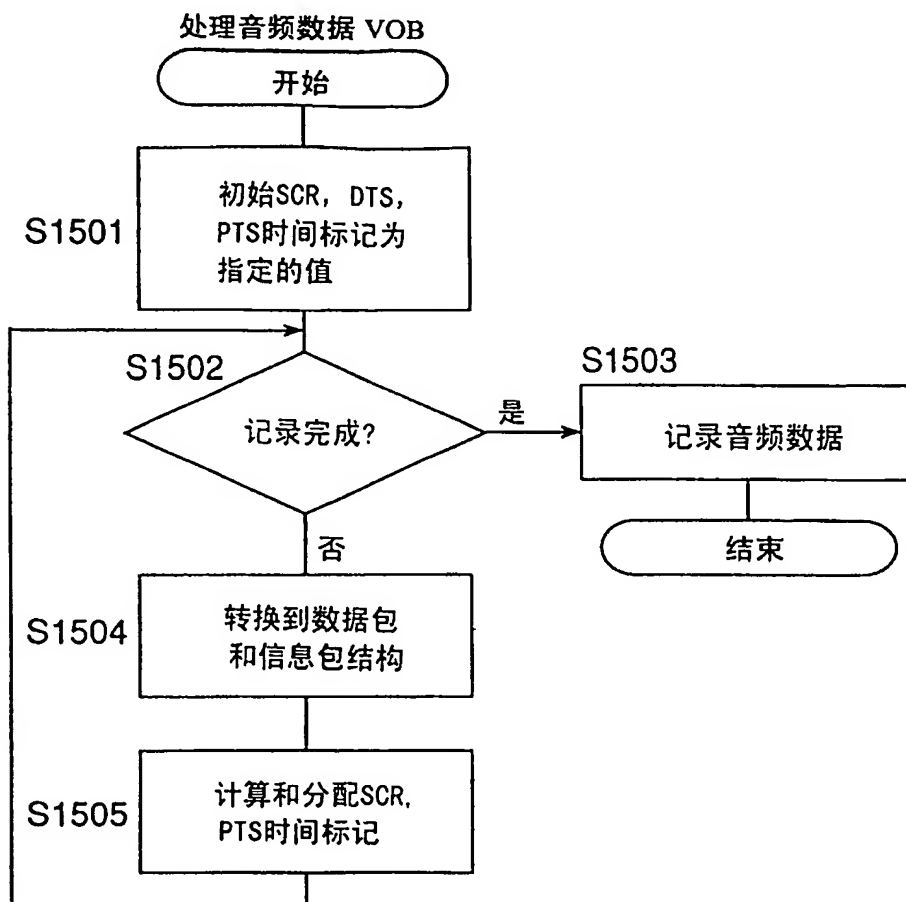 处理音频数据 VOB
开始
S1501
初始SCR, DTS,
PTS时间标记为
指定的值
S1502
记录完成?
是
S1503
记录音频数据
结束
否
S1504
转换到数据包
和信息包结构
S1505
计算和分配SCR,
PTS时间标记